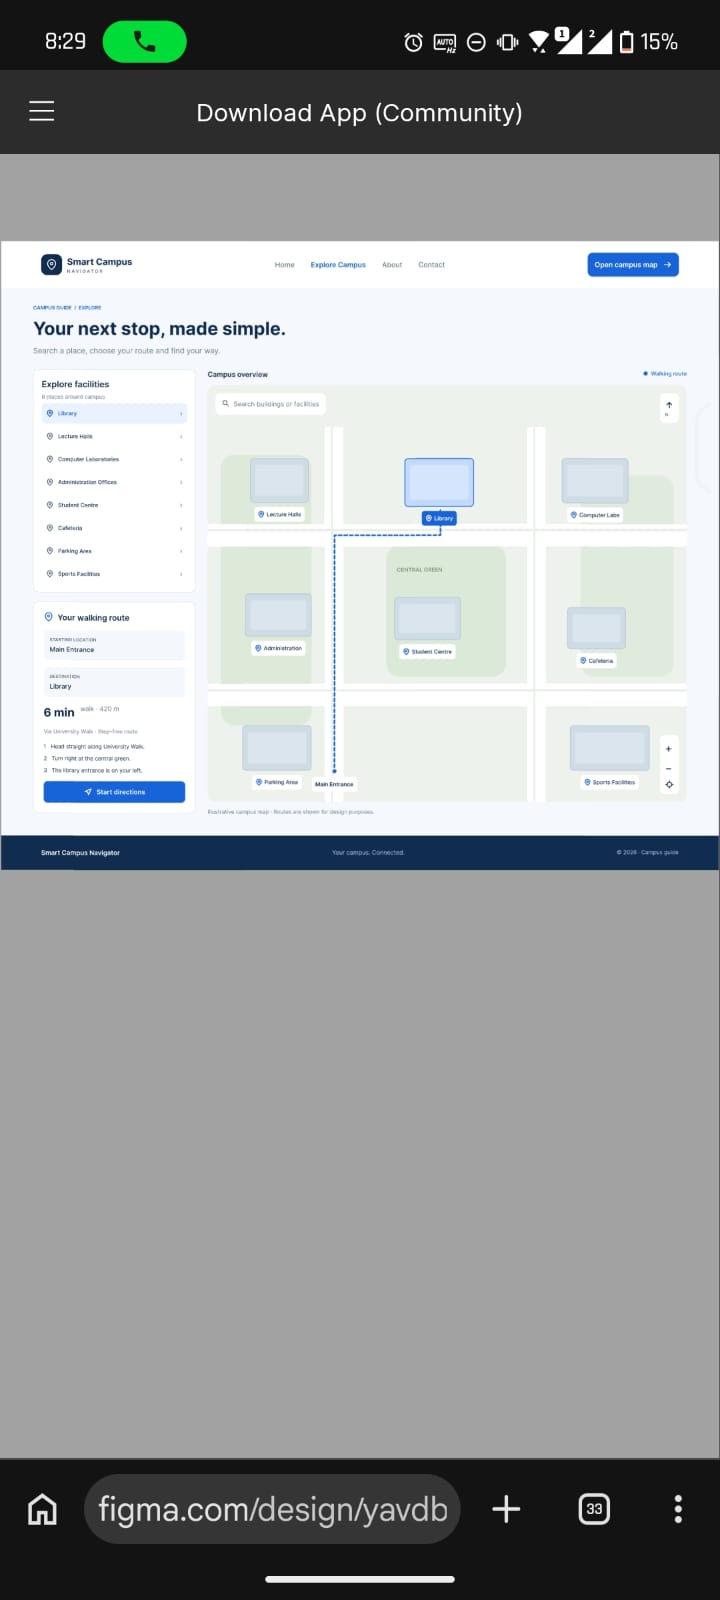 8:29
AUTO Hz
1
2
15%
Download App (Community)
Smart Campus
NAVIGATOR
Home
Explore Campus
About
Contact
Open campus map →
CAMPUS GUIDE / EXPLORE
Your next stop, made simple.
Search a place, choose your route and find your way.
Explore facilities
8 places around campus
Library
Lecture Halls
Computer Laboratories
Administration Offices
Student Centre
Cafeteria
Parking Area
Sports Facilities
Your walking route
STARTING LOCATION
Main Entrance
DESTINATION
Library
6 min walk · 420 m
Via University Walk · Step-free route
1 Head straight along University Walk.
2 Turn right at the central green.
3 The library entrance is on your left.
Start directions
Campus overview
Walking route
Search buildings or facilities
N
Lecture Halls
Library
Computer Labs
CENTRAL GREEN
Administration
Student Centre
Cafeteria
Parking Area
Main Entrance
Sports Facilities
+
−
Illustrative campus map · Routes are shown for design purposes.
Smart Campus Navigator
Your campus. Connected.
© 2026 · Campus guide
figma.com/design/yavdb
33